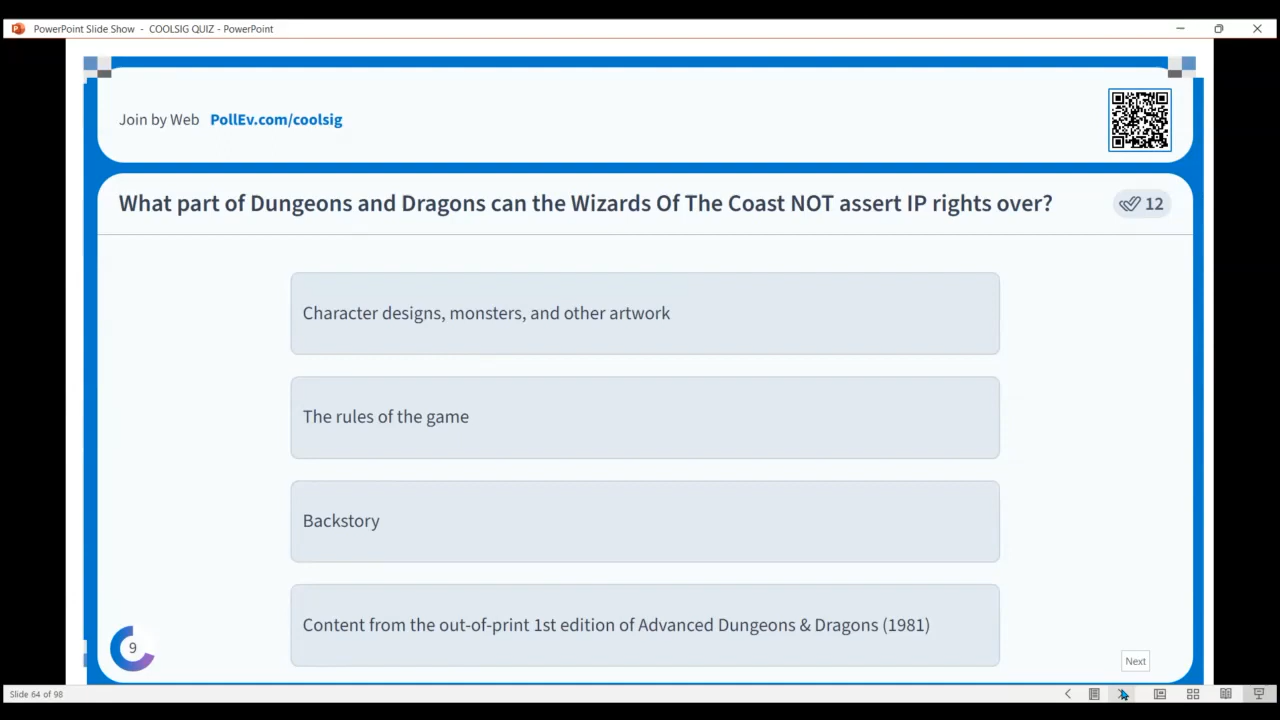 PowerPoint Slide Show - COOLSIG QUIZ - PowerPoint
Join by Web PollEv.com/coolsig
What part of Dungeons and Dragons can the Wizards Of The Coast NOT assert IP rights over?
12
Character designs, monsters, and other artwork
The rules of the game
Backstory
Content from the out-of-print 1st edition of Advanced Dungeons & Dragons (1981)
9
Next
Slide 64 of 98